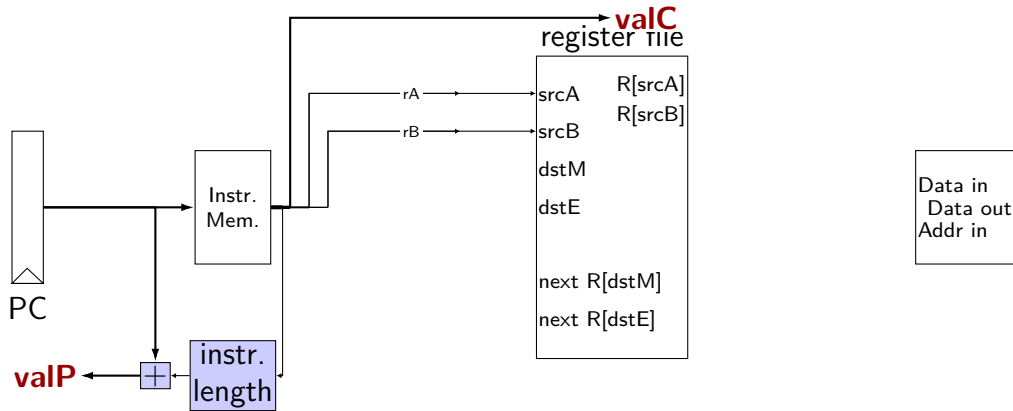 valC
register file
rA
srcA
R[srcA]
R[srcB]
rB
srcB
Instr.
Mem.
dstM
dstE
Data in
Data out
Addr in
next R[dstM]
next R[dstE]
PC
instr.
length
+
valP